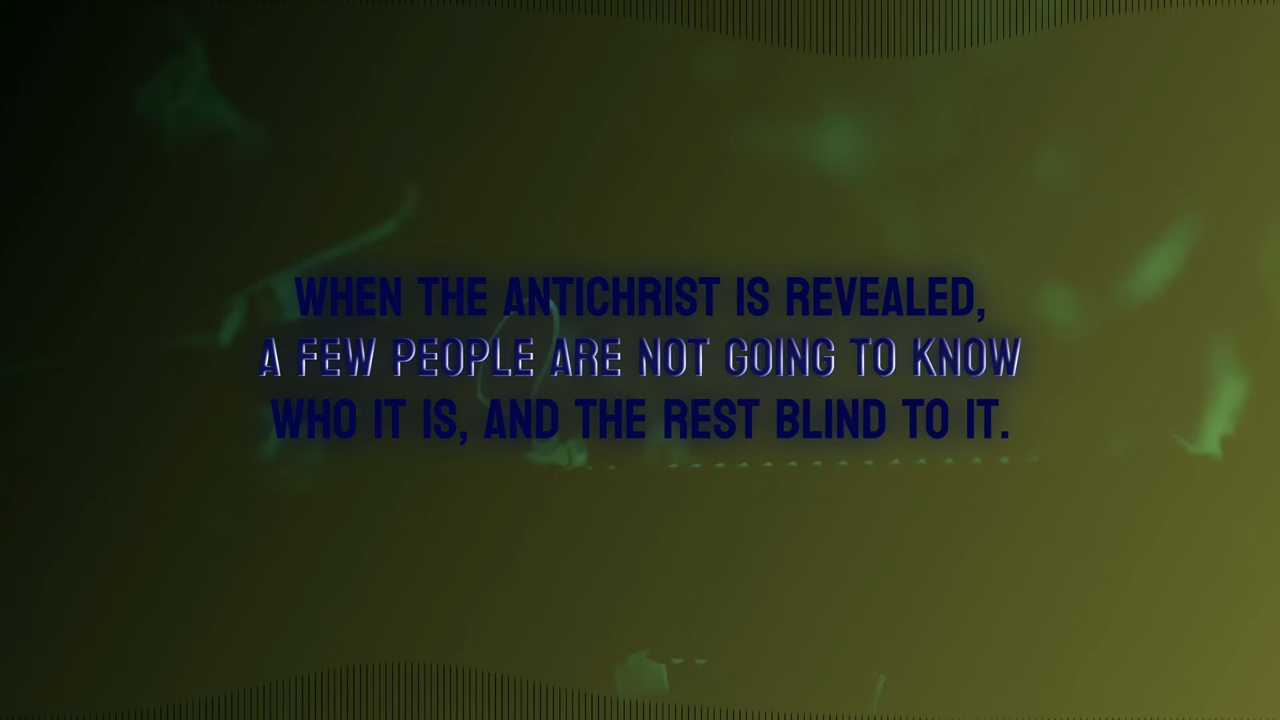 WHEN THE ANTICHRIST IS REVEALED,
A FEW PEOPLE ARE NOT GOING TO KNOW
WHO IT IS, AND THE REST BLIND TO IT.